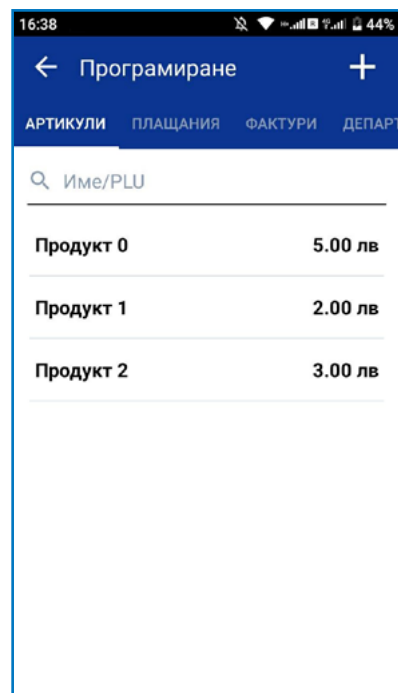 16:38 44%
Програмиране
АРТИКУЛИ ПЛАЩАНИЯ ФАКТУРИ ДЕПАРТ
Име/PLU
Продукт 0 5.00 лв
Продукт 1 2.00 лв
Продукт 2 3.00 лв